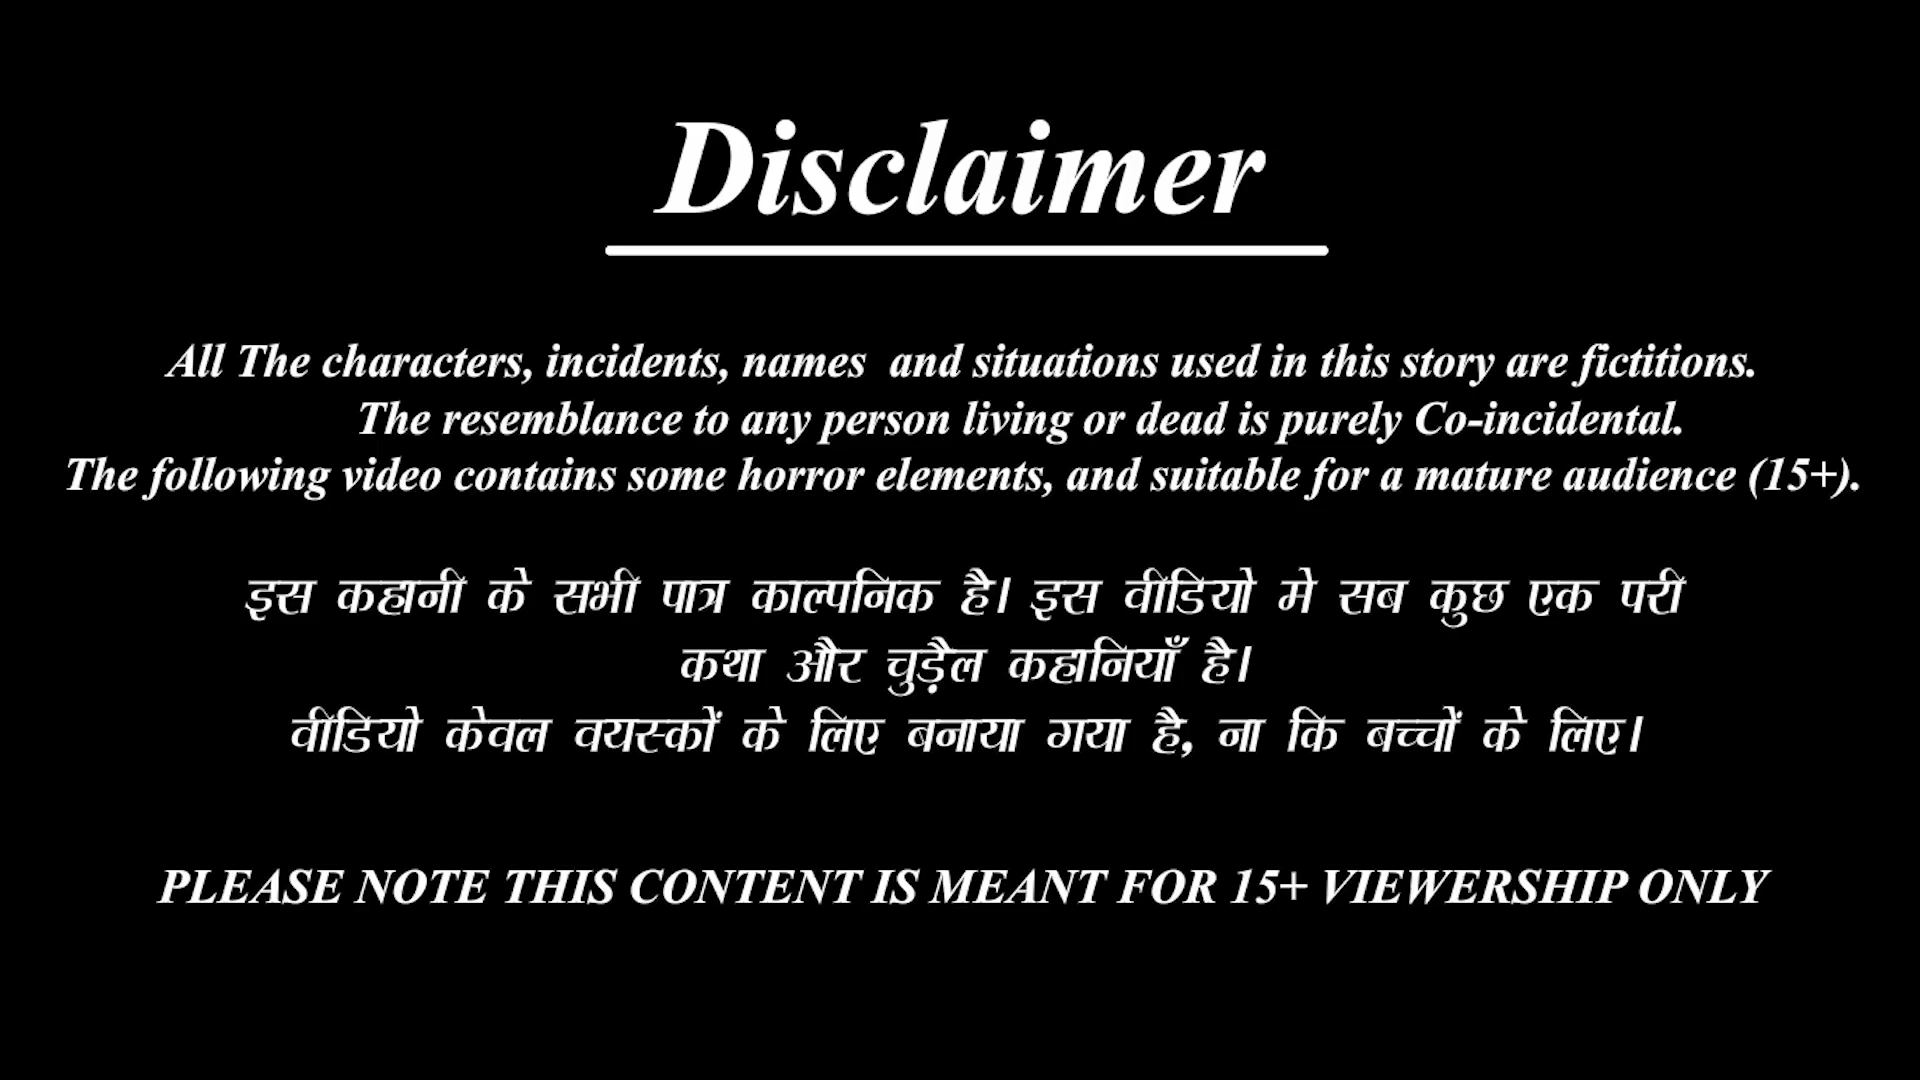 Disclaimer
All The characters, incidents, names and situations used in this story are fictitions.
The resemblance to any person living or dead is purely Co-incidental.
The following video contains some horror elements, and suitable for a mature audience (15+).
इस कहानी के सभी पात्र काल्पनिक है। इस वीडियो मे सब कुछ एक परी
कथा और चुड़ैल कहानियाँ है।
वीडियो केवल वयस्कों के लिए बनाया गया है, ना कि बच्चों के लिए।
PLEASE NOTE THIS CONTENT IS MEANT FOR 15+ VIEWERSHIP ONLY